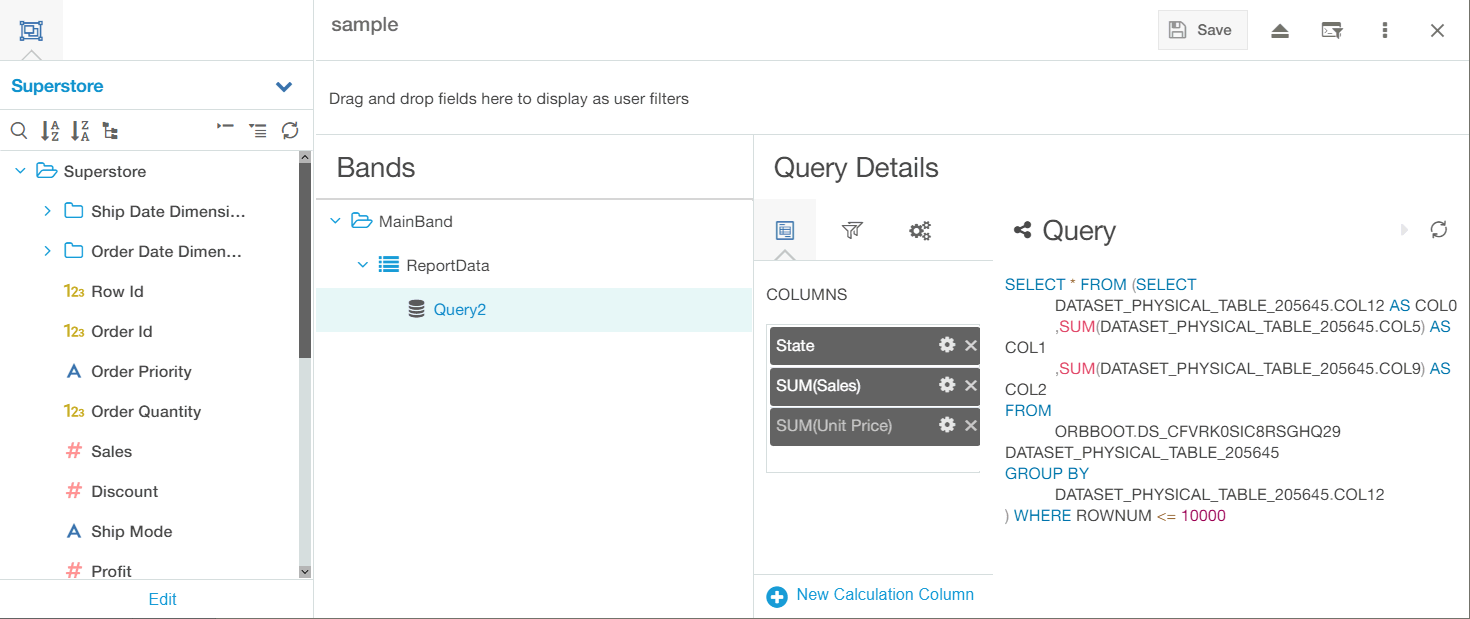 sample
Save
Superstore
Drag and drop fields here to display as user filters
Superstore
Ship Date Dimensi...
Order Date Dimen...
123 Row Id
123 Order Id
A Order Priority
123 Order Quantity
# Sales
# Discount
A Ship Mode
# Profit
Edit
Bands
MainBand
ReportData
Query2
Query Details
COLUMNS
State
SUM(Sales)
SUM(Unit Price)
New Calculation Column
Query
SELECT * FROM (SELECT
DATASET_PHYSICAL_TABLE_205645.COL12 AS COL0
,SUM(DATASET_PHYSICAL_TABLE_205645.COL5) AS
COL1
,SUM(DATASET_PHYSICAL_TABLE_205645.COL9) AS
COL2
FROM
ORBBOOT.DS_CFVRK0SIC8RSGHQ29
DATASET_PHYSICAL_TABLE_205645
GROUP BY
DATASET_PHYSICAL_TABLE_205645.COL12
) WHERE ROWNUM <= 10000